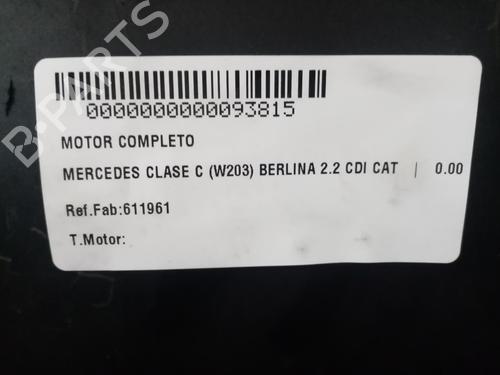 0000000000093815
MOTOR COMPLETO
MERCEDES CLASE C (W203) BERLINA 2.2 CDI CAT | 0.00
Ref.Fab:611961
T.Motor:
B-PARTS